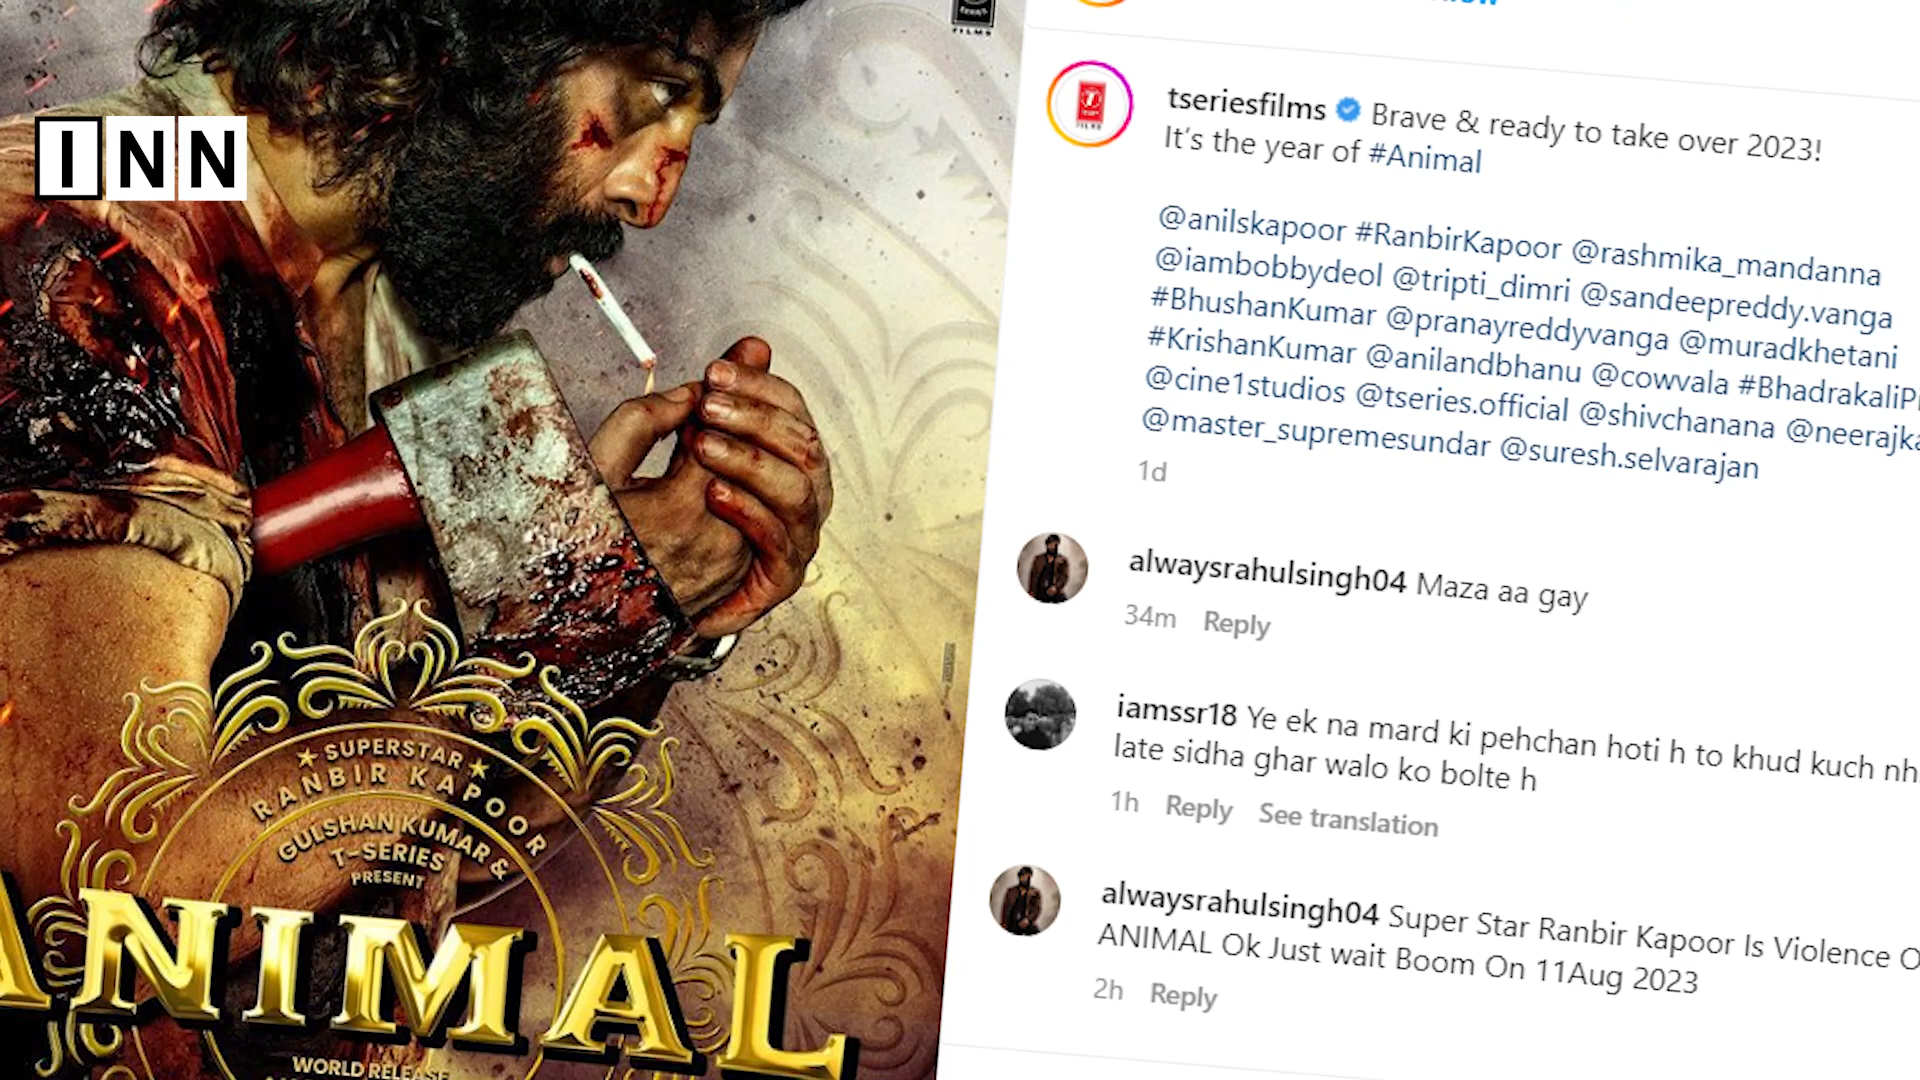 INN
FILMS
SUPERSTAR
RANBIR KAPOOR
GULSHAN KUMAR &
T-SERIES
PRESENT
ANIMAL
WORLD RELEASE
tseriesfilms Brave & ready to take over 2023!
It's the year of #Animal
@anilskapoor #RanbirKapoor @rashmika_mandanna
@iambobbydeol @tripti_dimri @sandeepreddy.vanga
#BhushanKumar @pranayreddyvanga @muradkhetani
#KrishanKumar @anilandbhanu @cowvala #BhadrakaliP
@cine1studios @tseries.official @shivchanana @neerajka
@master_supremesundar @suresh.selvarajan
1d
alwaysrahulsingh04 Maza aa gay
34m Reply
iamssr18 Ye ek na mard ki pehchan hoti h to khud kuch nh
late sidha ghar walo ko bolte h
1h Reply See translation
alwaysrahulsingh04 Super Star Ranbir Kapoor Is Violence O
ANIMAL Ok Just wait Boom On 11Aug 2023
2h Reply